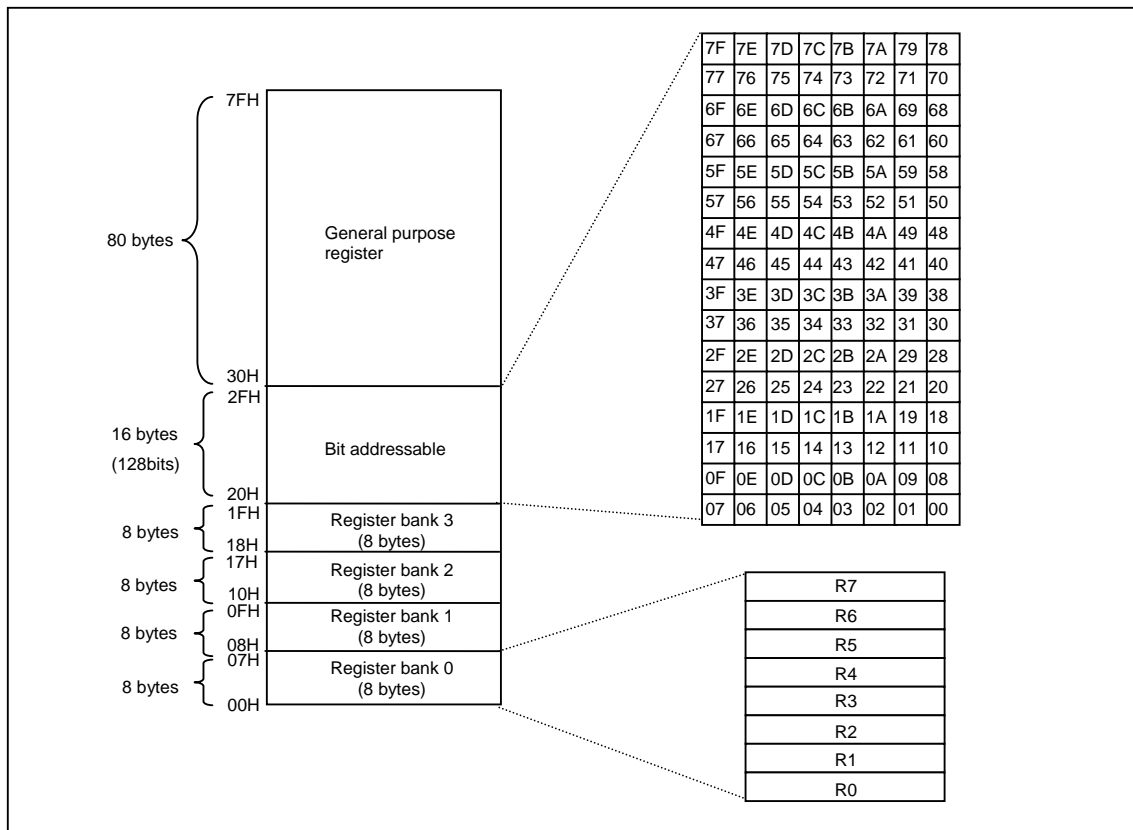 7FH
80 bytes
General purpose
register
30H
2FH
16 bytes
(128bits)
Bit addressable
20H
1FH
8 bytes
Register bank 3
(8 bytes)
18H
17H
8 bytes
Register bank 2
(8 bytes)
10H
0FH
8 bytes
Register bank 1
(8 bytes)
08H
07H
8 bytes
Register bank 0
(8 bytes)
00H
7F 7E 7D 7C 7B 7A 79 78
77 76 75 74 73 72 71 70
6F 6E 6D 6C 6B 6A 69 68
67 66 65 64 63 62 61 60
5F 5E 5D 5C 5B 5A 59 58
57 56 55 54 53 52 51 50
4F 4E 4D 4C 4B 4A 49 48
47 46 45 44 43 42 41 40
3F 3E 3D 3C 3B 3A 39 38
37 36 35 34 33 32 31 30
2F 2E 2D 2C 2B 2A 29 28
27 26 25 24 23 22 21 20
1F 1E 1D 1C 1B 1A 19 18
17 16 15 14 13 12 11 10
0F 0E 0D 0C 0B 0A 09 08
07 06 05 04 03 02 01 00
R7
R6
R5
R4
R3
R2
R1
R0